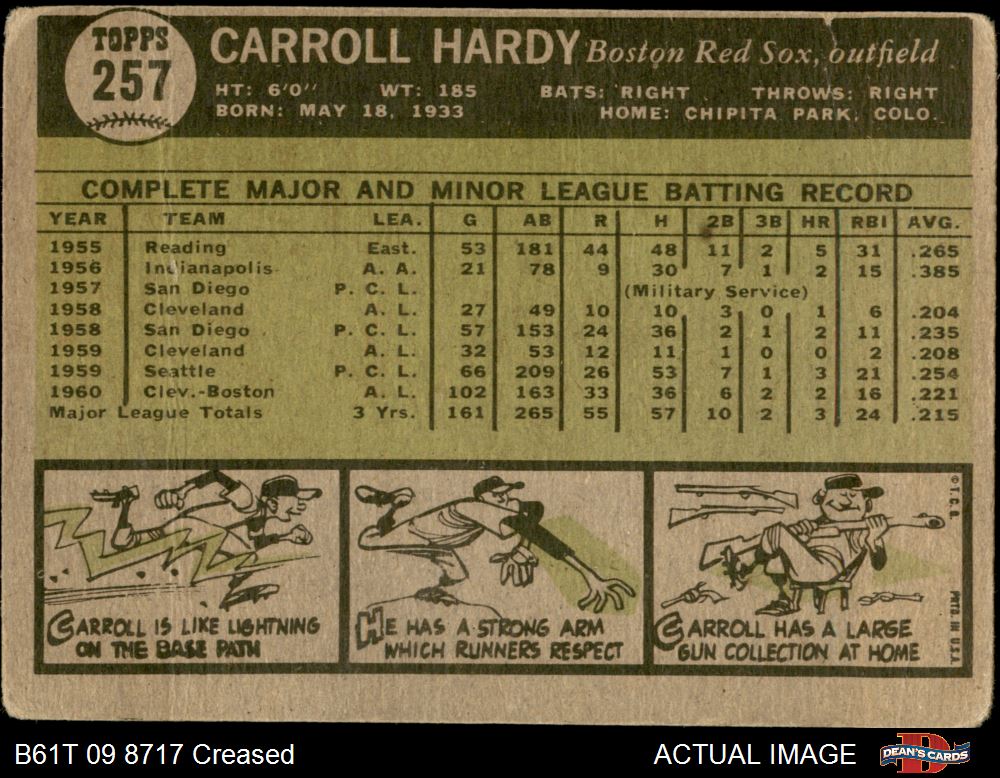 TOPPS
257
CARROLL HARDY Boston Red Sox, outfield
HT: 6'0" WT: 185 BATS: RIGHT THROWS: RIGHT
BORN: MAY 18, 1933 HOME: CHIPITA PARK, COLO.
COMPLETE MAJOR AND MINOR LEAGUE BATTING RECORD
YEAR TEAM LEA. G AB R H 2B 3B HR RBI AVG.
1955 Reading East. 53 181 44 48 11 2 5 31 .265
1956 Indianapolis A. A. 21 78 9 30 7 1 2 15 .385
1957 San Diego P. C. L. (Military Service)
1958 Cleveland A. L. 27 49 10 10 3 0 1 6 .204
1958 San Diego P. C. L. 57 153 24 36 2 1 2 11 .235
1959 Cleveland A. L. 32 53 12 11 1 0 0 2 .208
1959 Seattle P. C. L. 66 209 26 53 7 1 3 21 .254
1960 Clev.-Boston A. L. 102 163 33 36 6 2 2 16 .221
Major League Totals 3 Yrs. 161 265 55 57 10 2 3 24 .215
CARROLL IS LIKE LIGHTNING
ON THE BASE PATH
HE HAS A STRONG ARM
WHICH RUNNERS RESPECT
CARROLL HAS A LARGE
GUN COLLECTION AT HOME
© T. C. G.
PRTD. IN U.S.A.
B61T 09 8717 Creased
ACTUAL IMAGE
DEAN'S CARDS